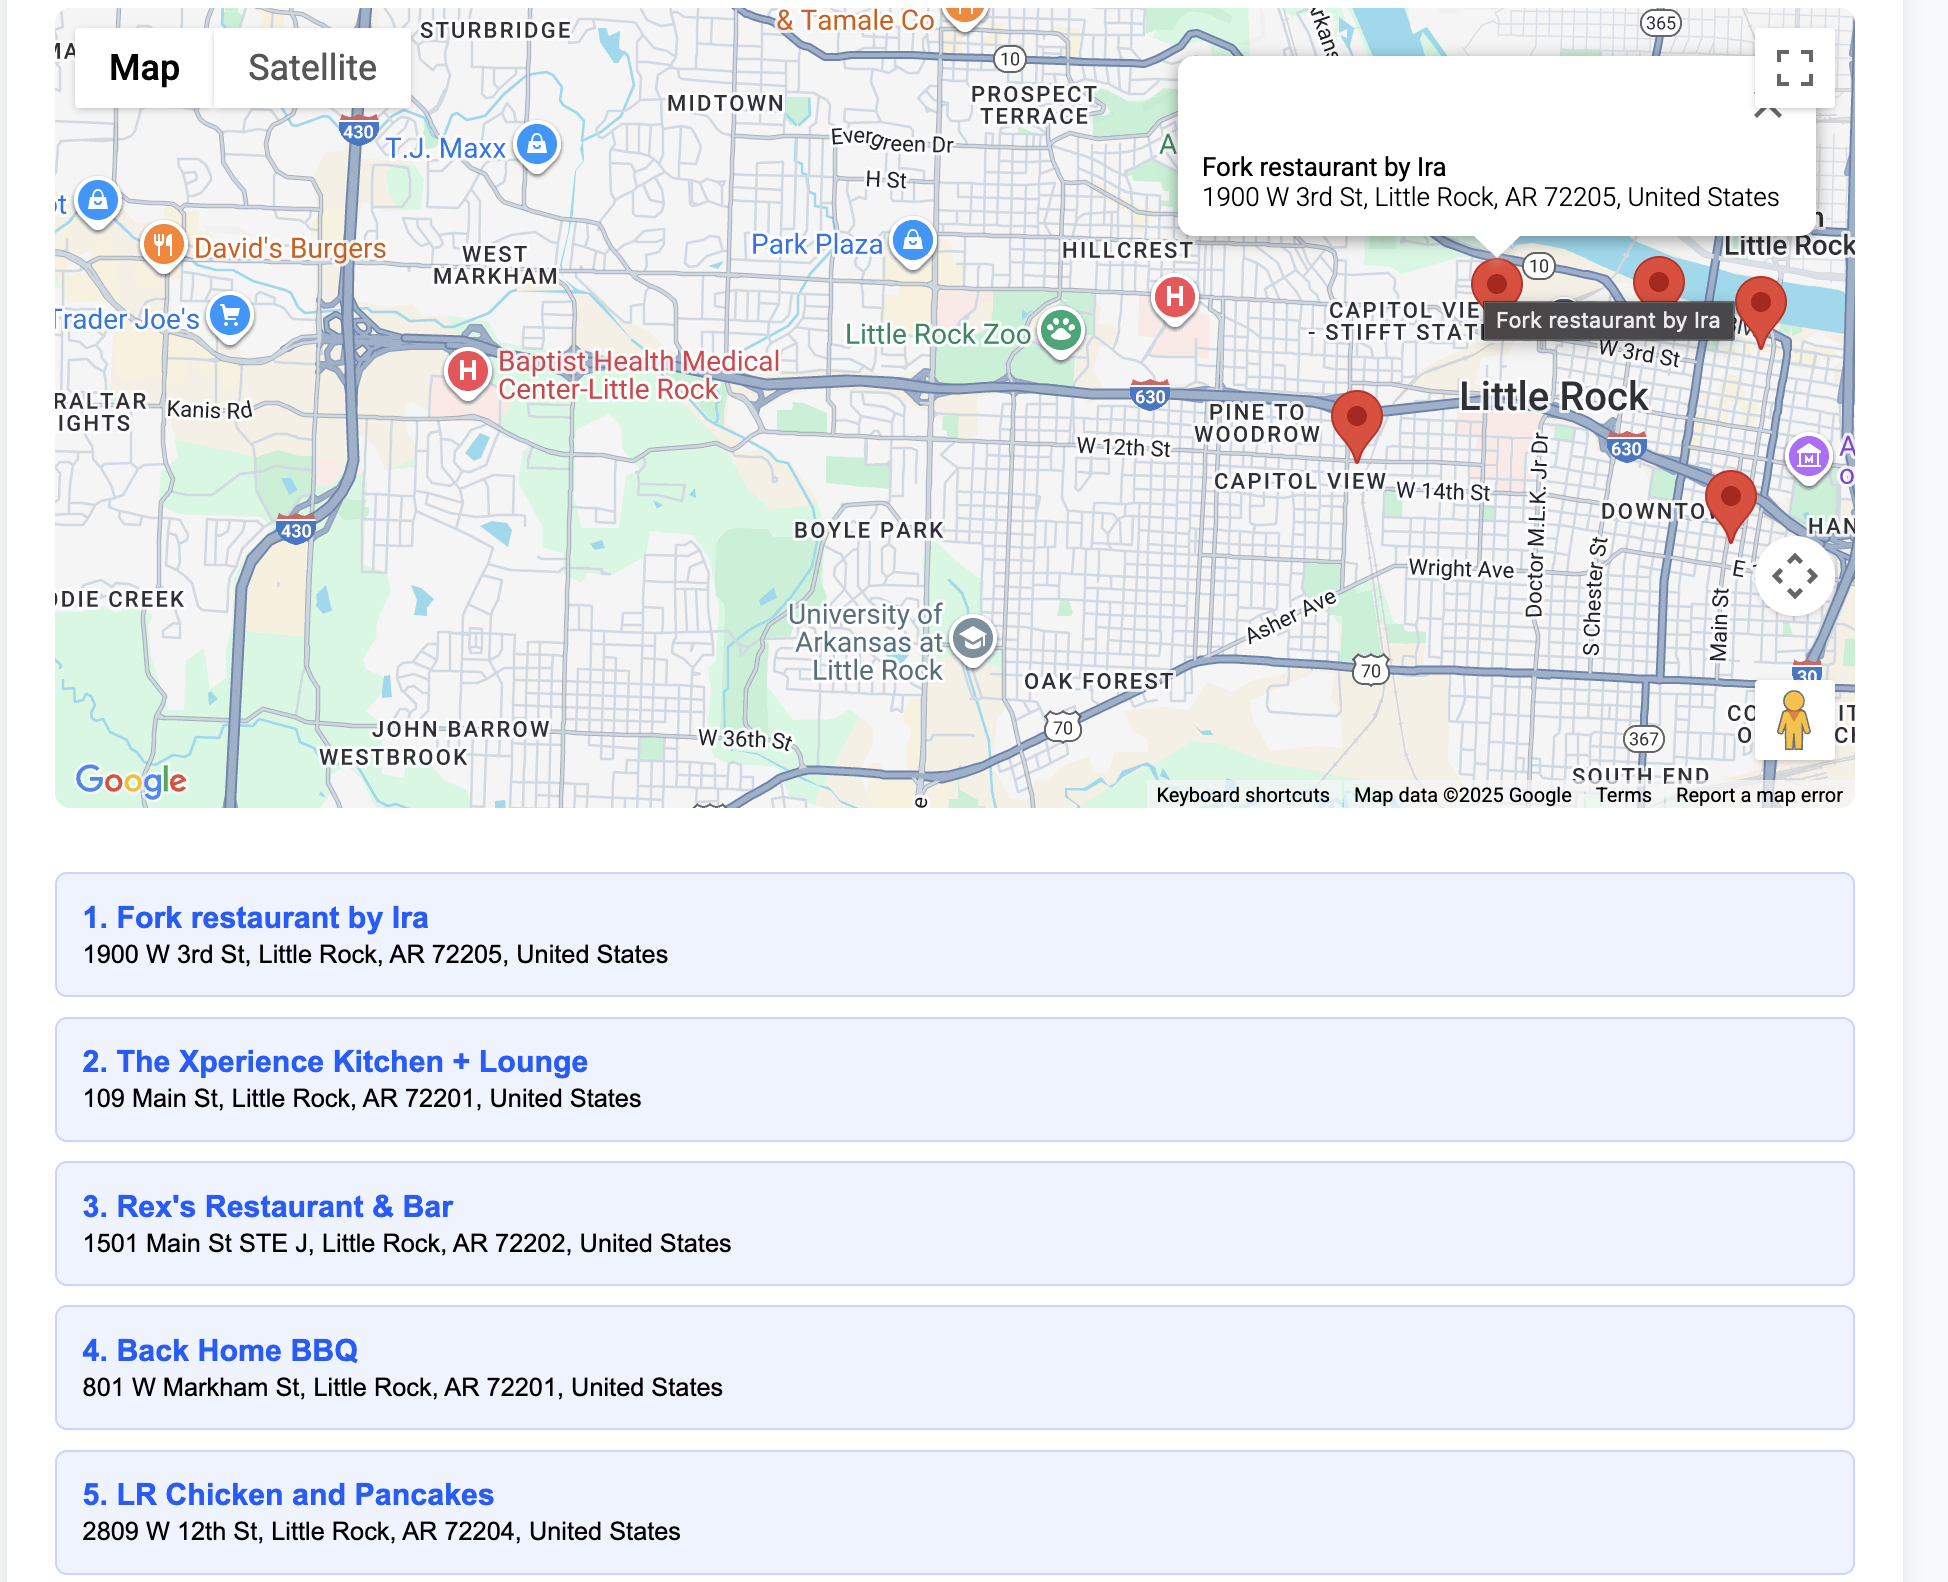 & Tamale Co
STURBRIDGE
365
Map
Satellite
10
MIDTOWN
PROSPECT
TERRACE
430
T.J. Maxx
Evergreen Dr
H St
Fork restaurant by Ira
1900 W 3rd St, Little Rock, AR 72205, United States
David's Burgers
WEST
MARKHAM
Park Plaza
HILLCREST
Little Rock
10
Trader Joe's
Little Rock Zoo
CAPITOL VIE
- STIFFT STAT
Fork restaurant by Ira
W 3rd St
Baptist Health Medical
Center-Little Rock
RALTAR
IGHTS
Kanis Rd
630
PINE TO
WOODROW
Little Rock
W 12th St
630
CAPITOL VIEW
W 14th St
Doctor M.L.K. Jr Dr
DOWNTO
HAN
430
BOYLE PARK
Wright Ave
S Chester St
Main St
ODIE CREEK
University of
Arkansas at
Little Rock
Asher Ave
OAK FOREST
70
30
70
JOHN BARROW
WESTBROOK
W 36th St
367
SOUTH END
Google
Keyboard shortcuts
Map data ©2025 Google
Terms
Report a map error
1. Fork restaurant by Ira
1900 W 3rd St, Little Rock, AR 72205, United States
2. The Xperience Kitchen + Lounge
109 Main St, Little Rock, AR 72201, United States
3. Rex's Restaurant & Bar
1501 Main St STE J, Little Rock, AR 72202, United States
4. Back Home BBQ
801 W Markham St, Little Rock, AR 72201, United States
5. LR Chicken and Pancakes
2809 W 12th St, Little Rock, AR 72204, United States